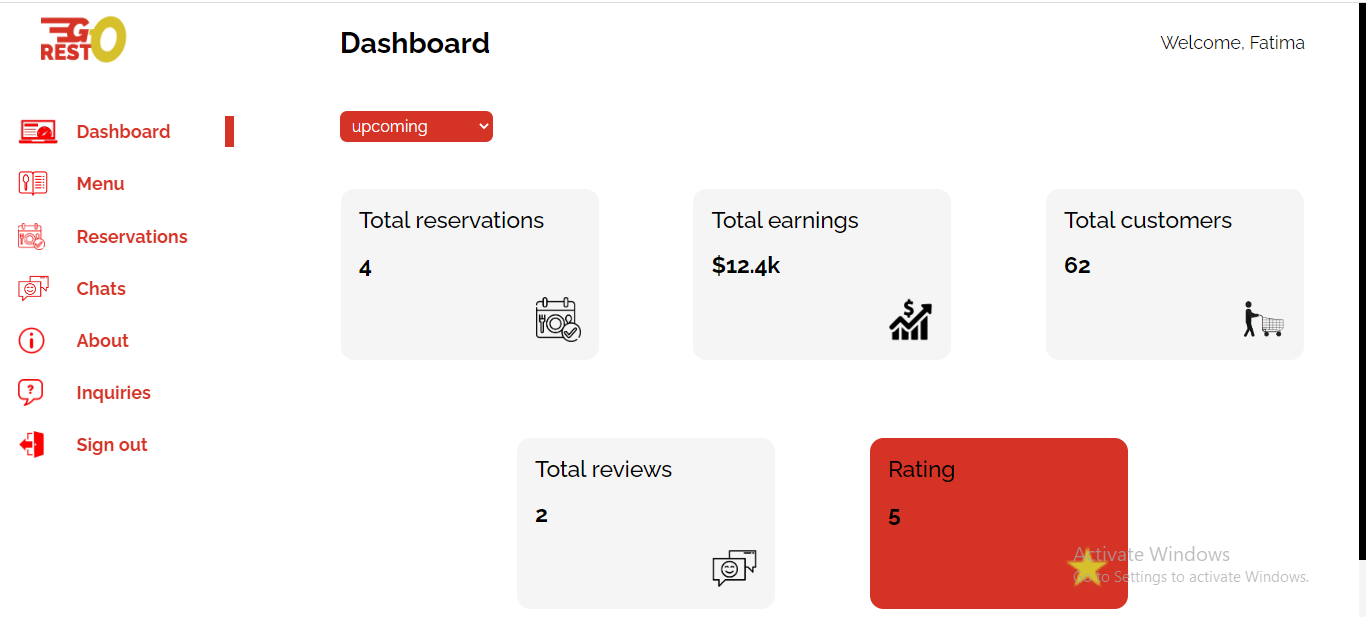 GO
REST
Dashboard
Welcome, Fatima
upcoming
Dashboard
Menu
Reservations
Chats
About
Inquiries
Sign out
Total reservations
4
Total earnings
$12.4k
Total customers
62
Total reviews
2
Rating
5
Activate Windows
Go to Settings to activate Windows.